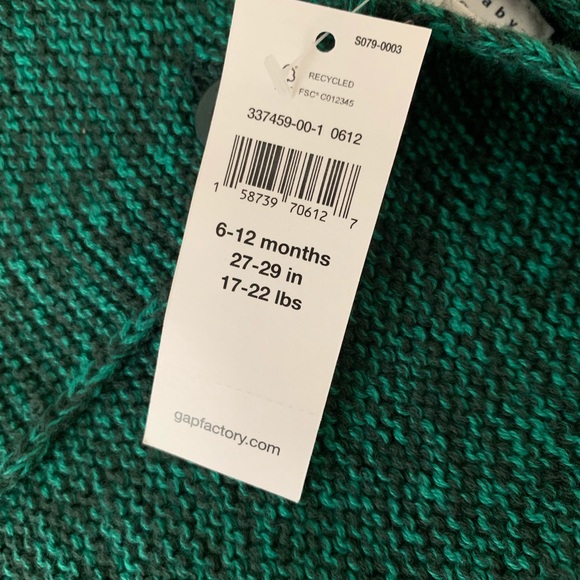 S079-0003
RECYCLED
FSC® C012345
337459-00-1 0612
1 58739 70612 7
6-12 months
27-29 in
17-22 lbs
gapfactory.com
aby